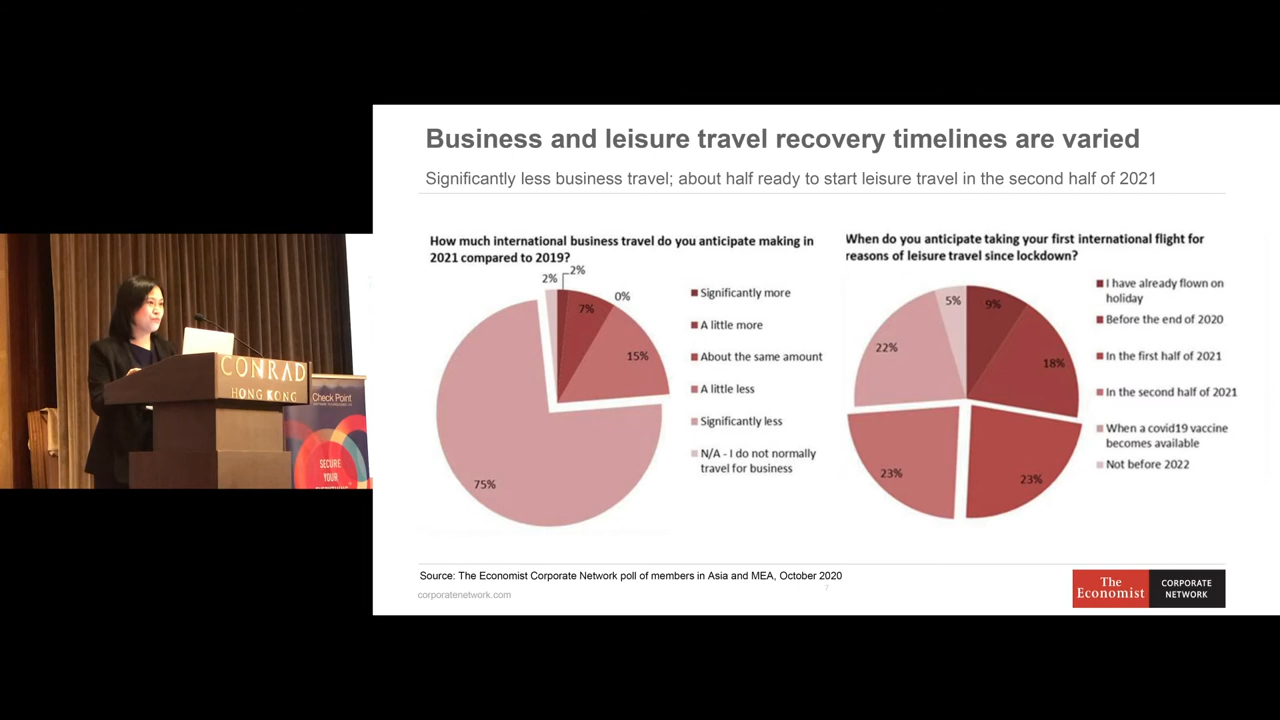 Business and leisure travel recovery timelines are varied
Significantly less business travel; about half ready to start leisure travel in the second half of 2021
How much international business travel do you anticipate making in
2021 compared to 2019?
2%
2%
7%
0%
15%
75%
Significantly more
A little more
About the same amount
A little less
Significantly less
N/A - I do not normally
travel for business
When do you anticipate taking your first international flight for
reasons of leisure travel since lockdown?
5%
9%
22%
18%
23%
23%
I have already flown on
holiday
Before the end of 2020
In the first half of 2021
In the second half of 2021
When a covid19 vaccine
becomes available
Not before 2022
CONRAD
HONG KONG
Check Point
SECURE
YOUR
Source: The Economist Corporate Network poll of members in Asia and MEA, October 2020
corporatenetwork.com
7
The
Economist
CORPORATE
NETWORK